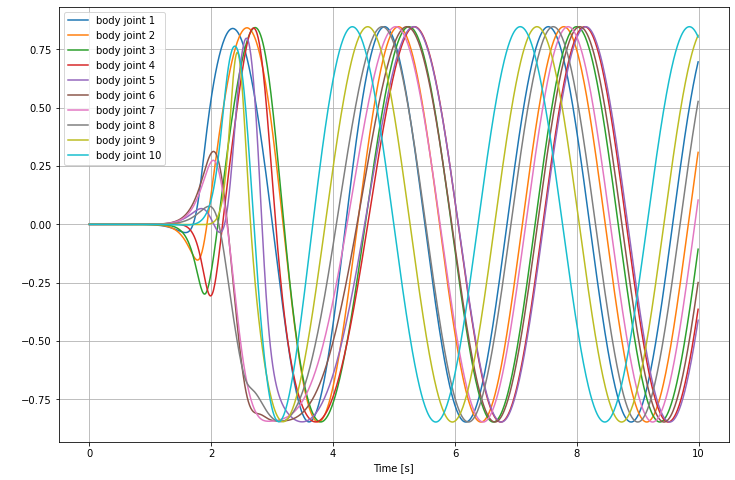 body joint 1
body joint 2
body joint 3
body joint 4
body joint 5
body joint 6
body joint 7
body joint 8
body joint 9
body joint 10
0.75
0.50
0.25
0.00
−0.25
−0.50
−0.75
0 2 4 6 8 10
Time [s]